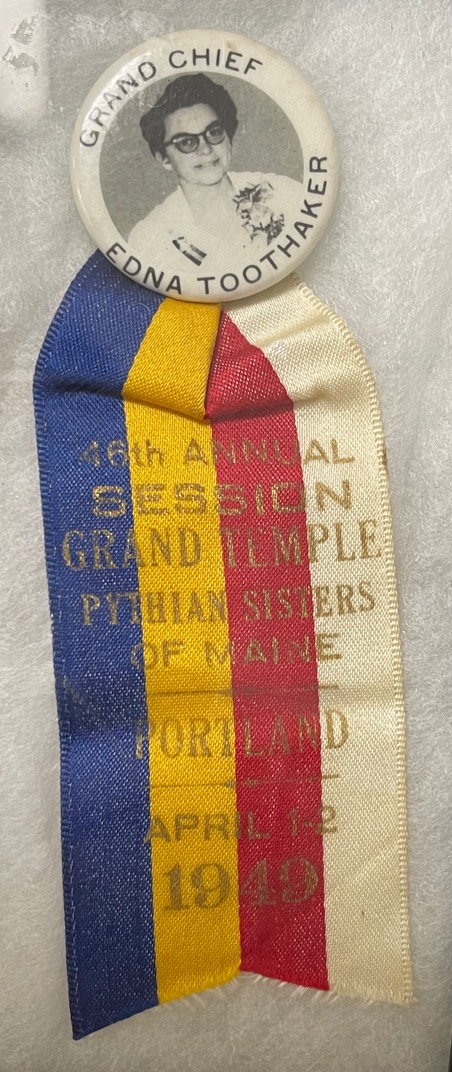 GRAND CHIEF
EDNA TOOTHAKER
46th ANNUAL
SESSION
GRAND TEMPLE
PYTHIAN SISTERS
OF MAINE
PORTLAND
APRIL 1-2
1949